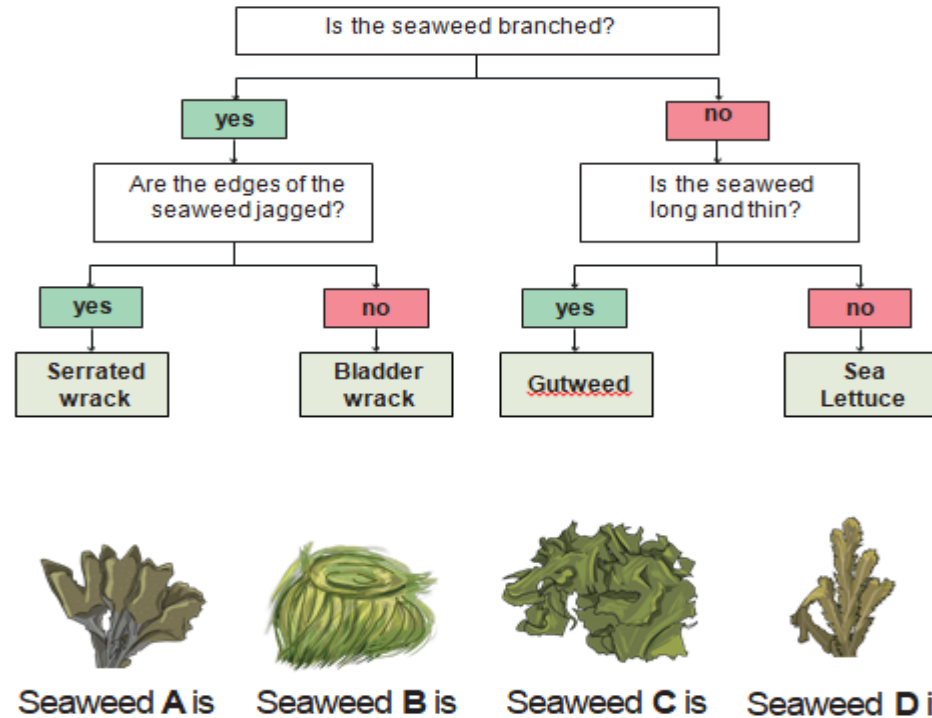 Is the seaweed branched?
yes
no
Are the edges of the
seaweed jagged?
Is the seaweed
long and thin?
yes
no
yes
no
Serrated
wrack
Bladder
wrack
Gutweed
Sea
Lettuce
Seaweed A is
Seaweed B is
Seaweed C is
Seaweed D i